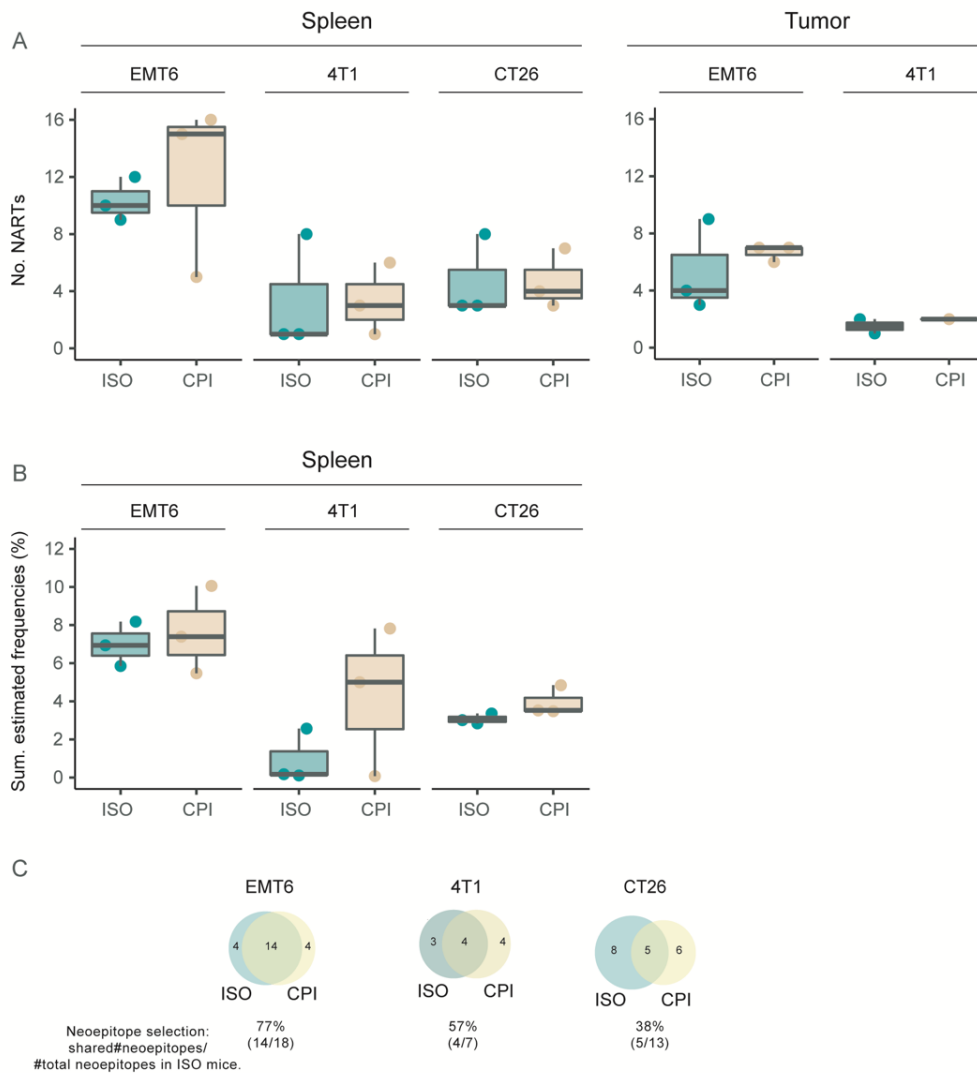 A
Spleen
Tumor
EMT6
4T1
CT26
EMT6
4T1
No. NARTs
16
12
8
4
0
16
12
8
4
0
ISO
CPI
ISO
CPI
ISO
CPI
ISO
CPI
ISO
CPI
B
Spleen
EMT6
4T1
CT26
Sum. estimated frequencies (%)
12
10
8
6
4
2
0
ISO
CPI
ISO
CPI
ISO
CPI
C
EMT6
4T1
CT26
4
14
4
3
4
4
8
5
6
ISO
CPI
ISO
CPI
ISO
CPI
Neoepitope selection:
shared#neoepitopes/
#total neoepitopes in ISO mice.
77%
(14/18)
57%
(4/7)
38%
(5/13)